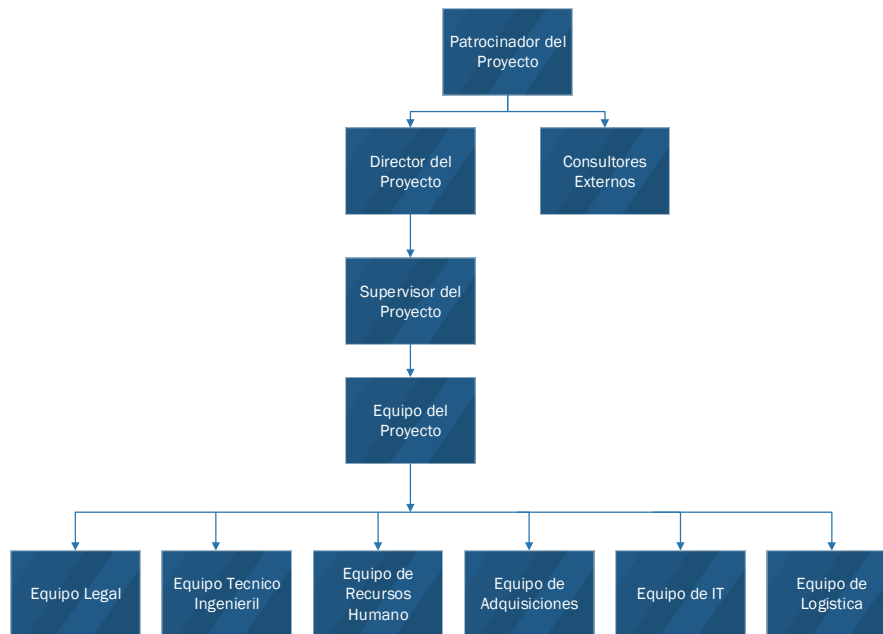 Patrocinador del
Proyecto
Director del
Proyecto
Consultores
Externos
Supervisor del
Proyecto
Equipo del
Proyecto
Equipo Legal
Equipo Tecnico
Ingenieril
Equipo de
Recursos
Humano
Equipo de
Adquisiciones
Equipo de IT
Equipo de
Logistica